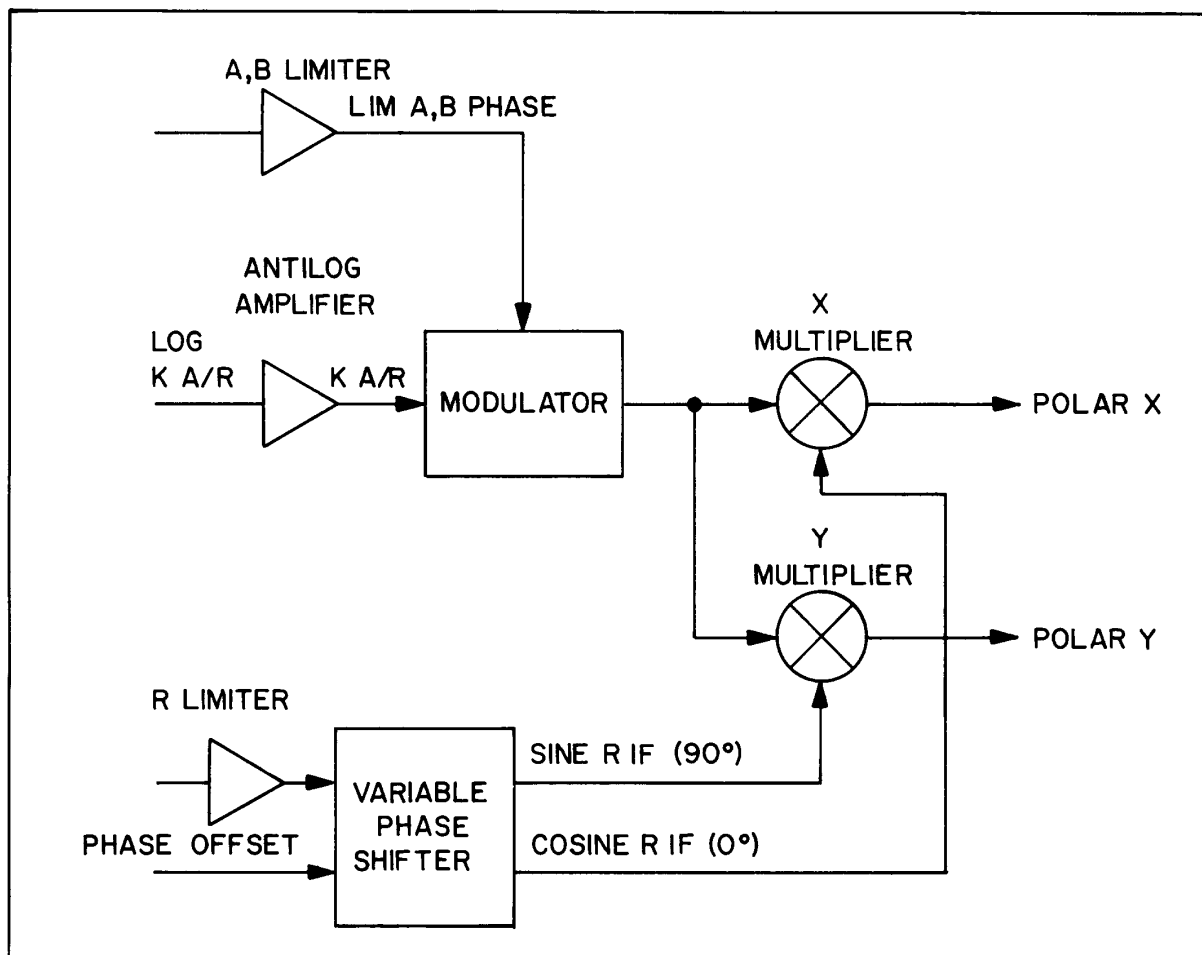 A,B LIMITER
LIM A,B PHASE
ANTILOG
AMPLIFIER
LOG
K A/R
K A/R
MODULATOR
X
MULTIPLIER
POLAR X
Y
MULTIPLIER
POLAR Y
R LIMITER
SINE R IF (90°)
VARIABLE
PHASE
SHIFTER
PHASE OFFSET
COSINE R IF (0°)